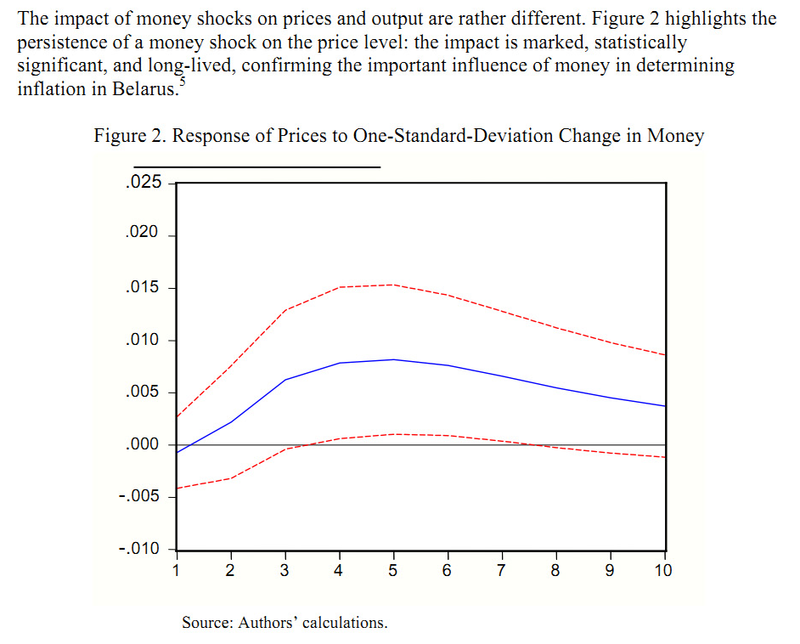 The impact of money shocks on prices and output are rather different. Figure 2 highlights the
persistence of a money shock on the price level: the impact is marked, statistically
significant, and long-lived, confirming the important influence of money in determining
inflation in Belarus.5
Figure 2. Response of Prices to One-Standard-Deviation Change in Money
.025
.020
.015
.010
.005
.000
-.005
-.010
1 2 3 4 5 6 7 8 9 10
Source: Authors’ calculations.